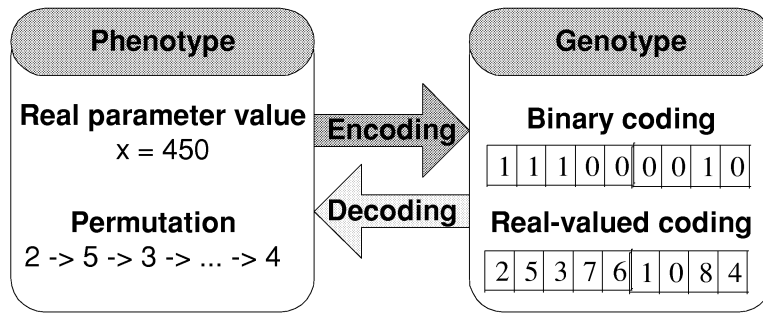 Phenotype
Real parameter value
x = 450
Permutation
2 -> 5 -> 3 -> ... -> 4
Encoding
Decoding
Genotype
Binary coding
1 1 1 0 0 0 0 1 0
Real-valued coding
2 5 3 7 6 1 0 8 4